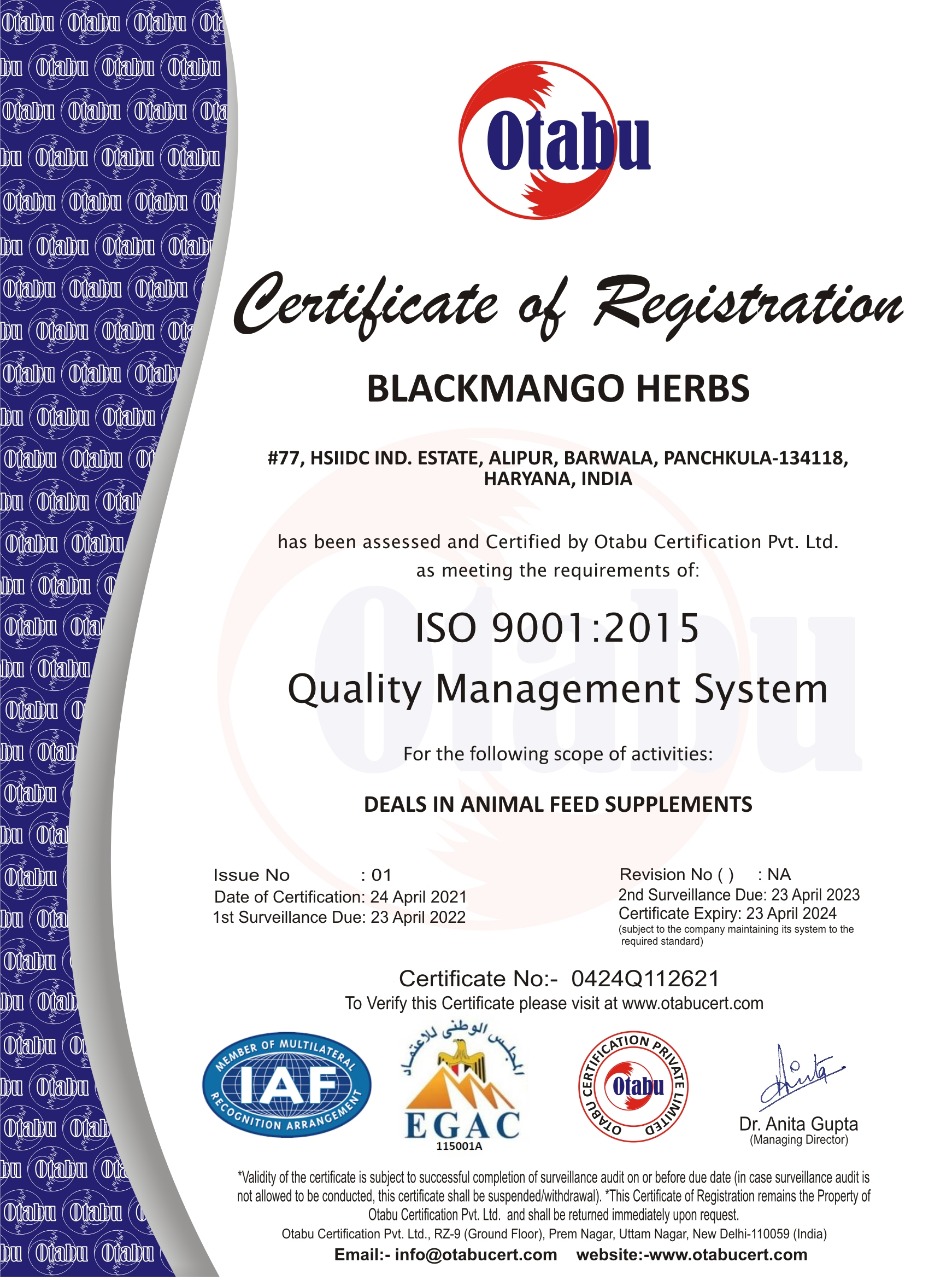 Otabu
Certificate of Registration
BLACKMANGO HERBS
#77, HSIIDC IND. ESTATE, ALIPUR, BARWALA, PANCHKULA-134118,
HARYANA, INDIA
has been assessed and Certified by Otabu Certification Pvt. Ltd.
as meeting the requirements of:
ISO 9001:2015
Quality Management System
For the following scope of activities:
DEALS IN ANIMAL FEED SUPPLEMENTS
Issue No : 01
Date of Certification: 24 April 2021
1st Surveillance Due: 23 April 2022
Revision No ( ) : NA
2nd Surveillance Due: 23 April 2023
Certificate Expiry: 23 April 2024
(subject to the company maintaining its system to the
required standard)
Certificate No:- 0424Q112621
To Verify this Certificate please visit at www.otabucert.com
MEMBER OF MULTILATERAL
IAF
RECOGNITION ARRANGEMENT
المجلس الوطنى للاعتماد
EGAC
115001A
OTABU CERTIFICATION PRIVATE LIMITED
Otabu
Anita
Dr. Anita Gupta
(Managing Director)
*Validity of the certificate is subject to successful completion of surveillance audit on or before due date (in case surveillance audit is
not allowed to be conducted, this certificate shall be suspended/withdrawal). *This Certificate of Registration remains the Property of
Otabu Certification Pvt. Ltd. and shall be returned immediately upon request.
Otabu Certification Pvt. Ltd., RZ-9 (Ground Floor), Prem Nagar, Uttam Nagar, New Delhi-110059 (India)
Email:- info@otabucert.com website:-www.otabucert.com